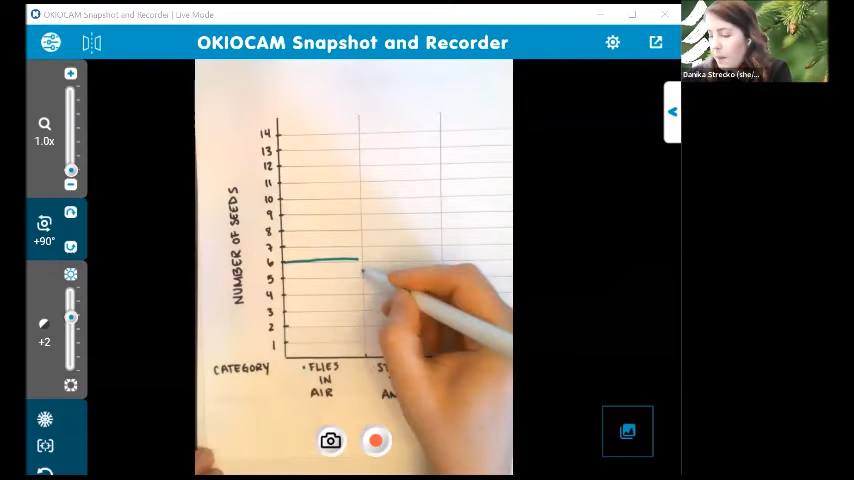 OKIOCAM Snapshot and Recorder | Live Mode
OKIOCAM Snapshot and Recorder
Danika Strecko (she/...
1.0x
+90°
+2
NUMBER OF SEEDS
14
13
12
11
10
9
8
7
6
5
4
3
2
1
CATEGORY
• FLIES
IN
AIR